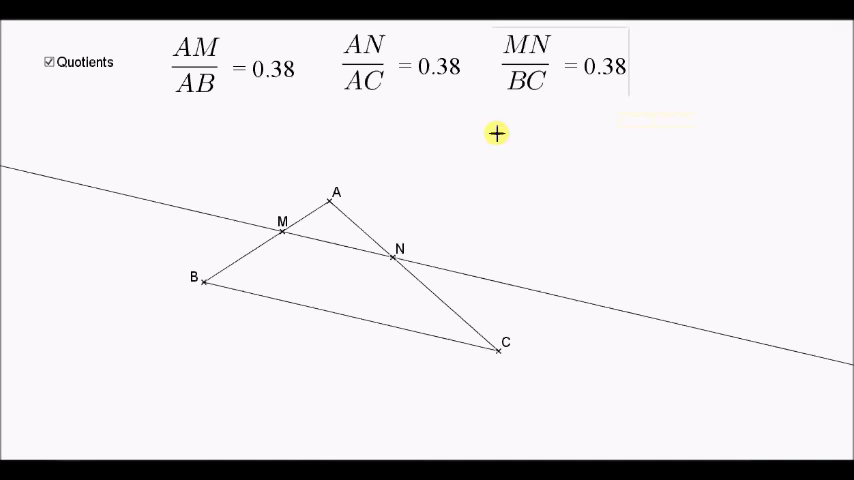 Quotients
AM/AB = 0.38
AN/AC = 0.38
MN/BC = 0.38
A
M
N
B
C